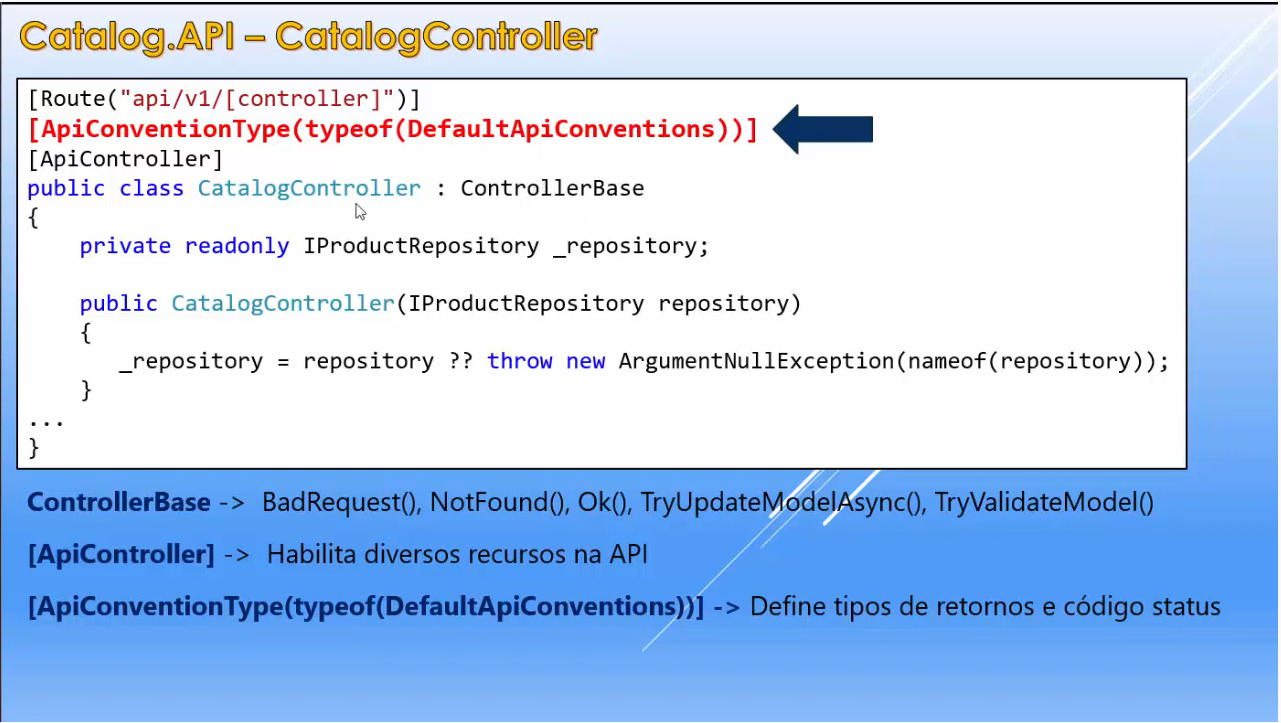 Catalog.API – CatalogController
[Route("api/v1/[controller]")]
[ApiConventionType(typeof(DefaultApiConventions))]
[ApiController]
public class CatalogController : ControllerBase
{
private readonly IProductRepository _repository;
public CatalogController(IProductRepository repository)
{
_repository = repository ?? throw new ArgumentNullException(nameof(repository));
}
...
}
ControllerBase -> BadRequest(), NotFound(), Ok(), TryUpdateModelAsync(), TryValidateModel()
[ApiController] -> Habilita diversos recursos na API
[ApiConventionType(typeof(DefaultApiConventions))] -> Define tipos de retornos e código status